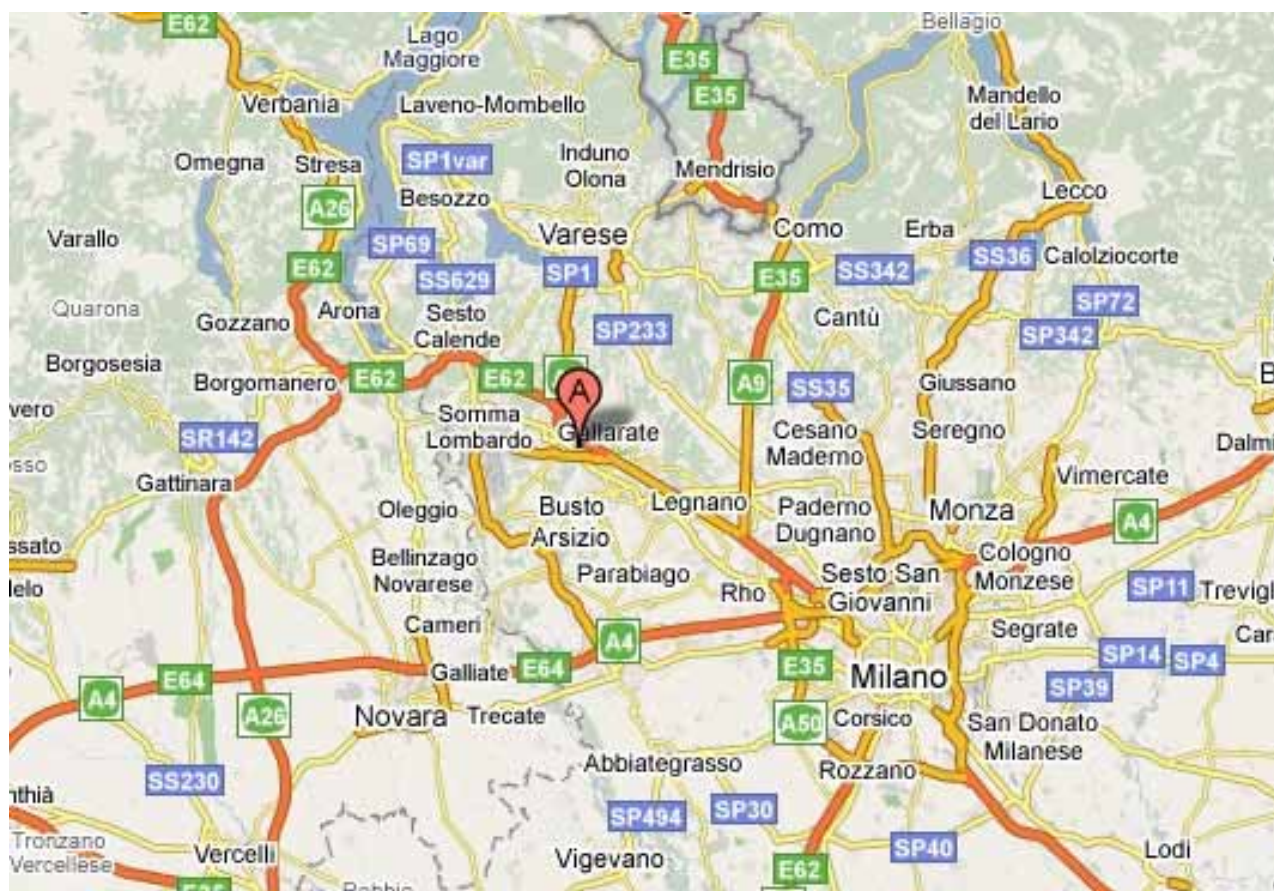 E62
Lago
Maggiore
E35
Bellagio
E35
Verbania
Laveno-Mombello
Mandello
del Lario
Omegna
Stresa
SP1var
Induno
Olona
Mendrisio
Lecco
A26
Besozzo
Varallo
SP69
Varese
Como
Erba
SS36
Calolziocorte
E62
SS629
SP1
E35
SS342
Quarona
Arona
Sesto
Calende
SP72
Gozzano
SP233
Cantù
SP342
Borgosesia
Borgomanero
E62
E62
A9
SS35
Giussano
B
vero
SR142
Somma
Lombardo
A
Gallarate
Cesano
Maderno
Seregno
Dalmi
Gattinara
Vimercate
Oleggio
Busto
Arsizio
Legnano
Paderno
Dugnano
Monza
A4
ssato
Bellinzago
Novarese
Parabiago
Cologno
Monzese
Rho
Sesto San
Giovanni
SP11
Trevigl
Cameri
A4
Segrate
Car
Galliate
E64
E35
SP14
SP4
A4
E64
Milano
SP39
A26
Novara
Trecate
A50
Corsico
San Donato
Milanese
SS230
Abbiategrasso
Rozzano
nthià
SP494
SP30
Tronzano
Vercellese
Vercelli
Vigevano
E62
SP40
Lodi